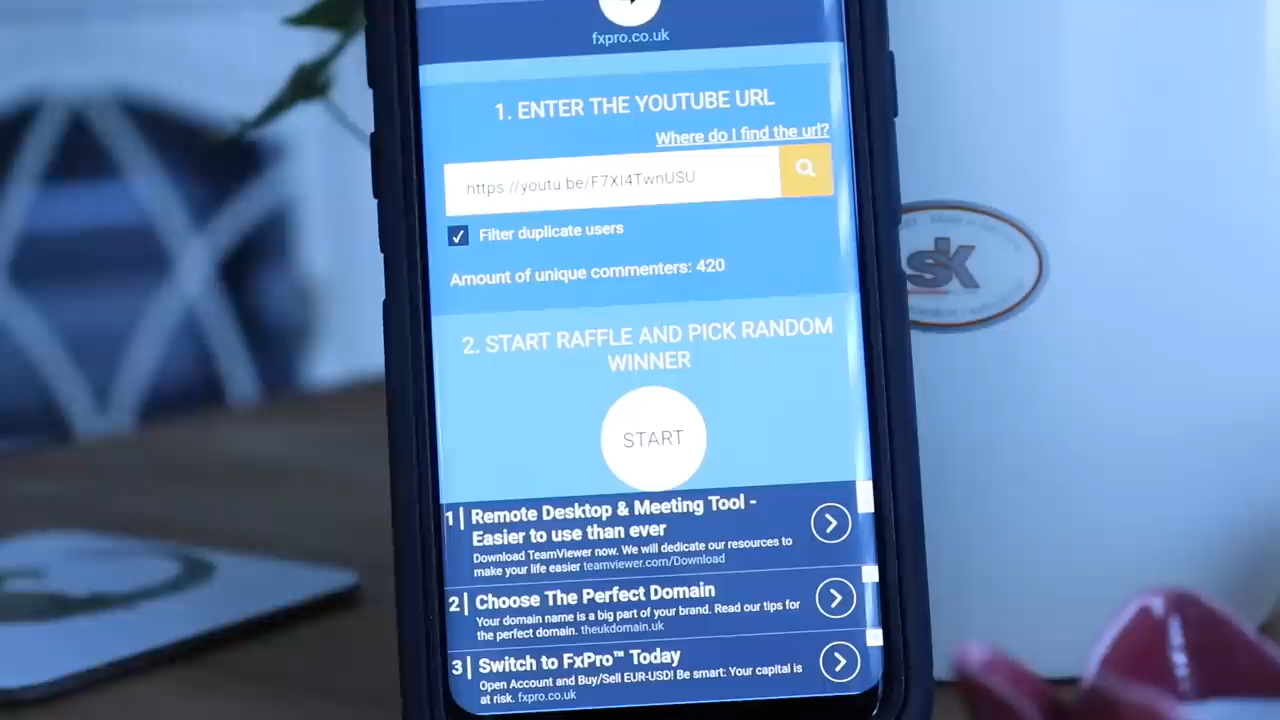 fxpro.co.uk
1. ENTER THE YOUTUBE URL
Where do I find the url?
https://youtu.be/F7XI4TwnUSU
Filter duplicate users
Amount of unique commenters: 420
2. START RAFFLE AND PICK RANDOM
WINNER
START
1 | Remote Desktop & Meeting Tool -
Easier to use than ever
Download TeamViewer now. We will dedicate our resources to
make your life easier teamviewer.com/Download
2 | Choose The Perfect Domain
Your domain name is a big part of your brand. Read our tips for
the perfect domain. theukdomain.uk
3 | Switch to FxPro™ Today
Open Account and Buy/Sell EUR-USD! Be smart: Your capital is
at risk. fxpro.co.uk
sk